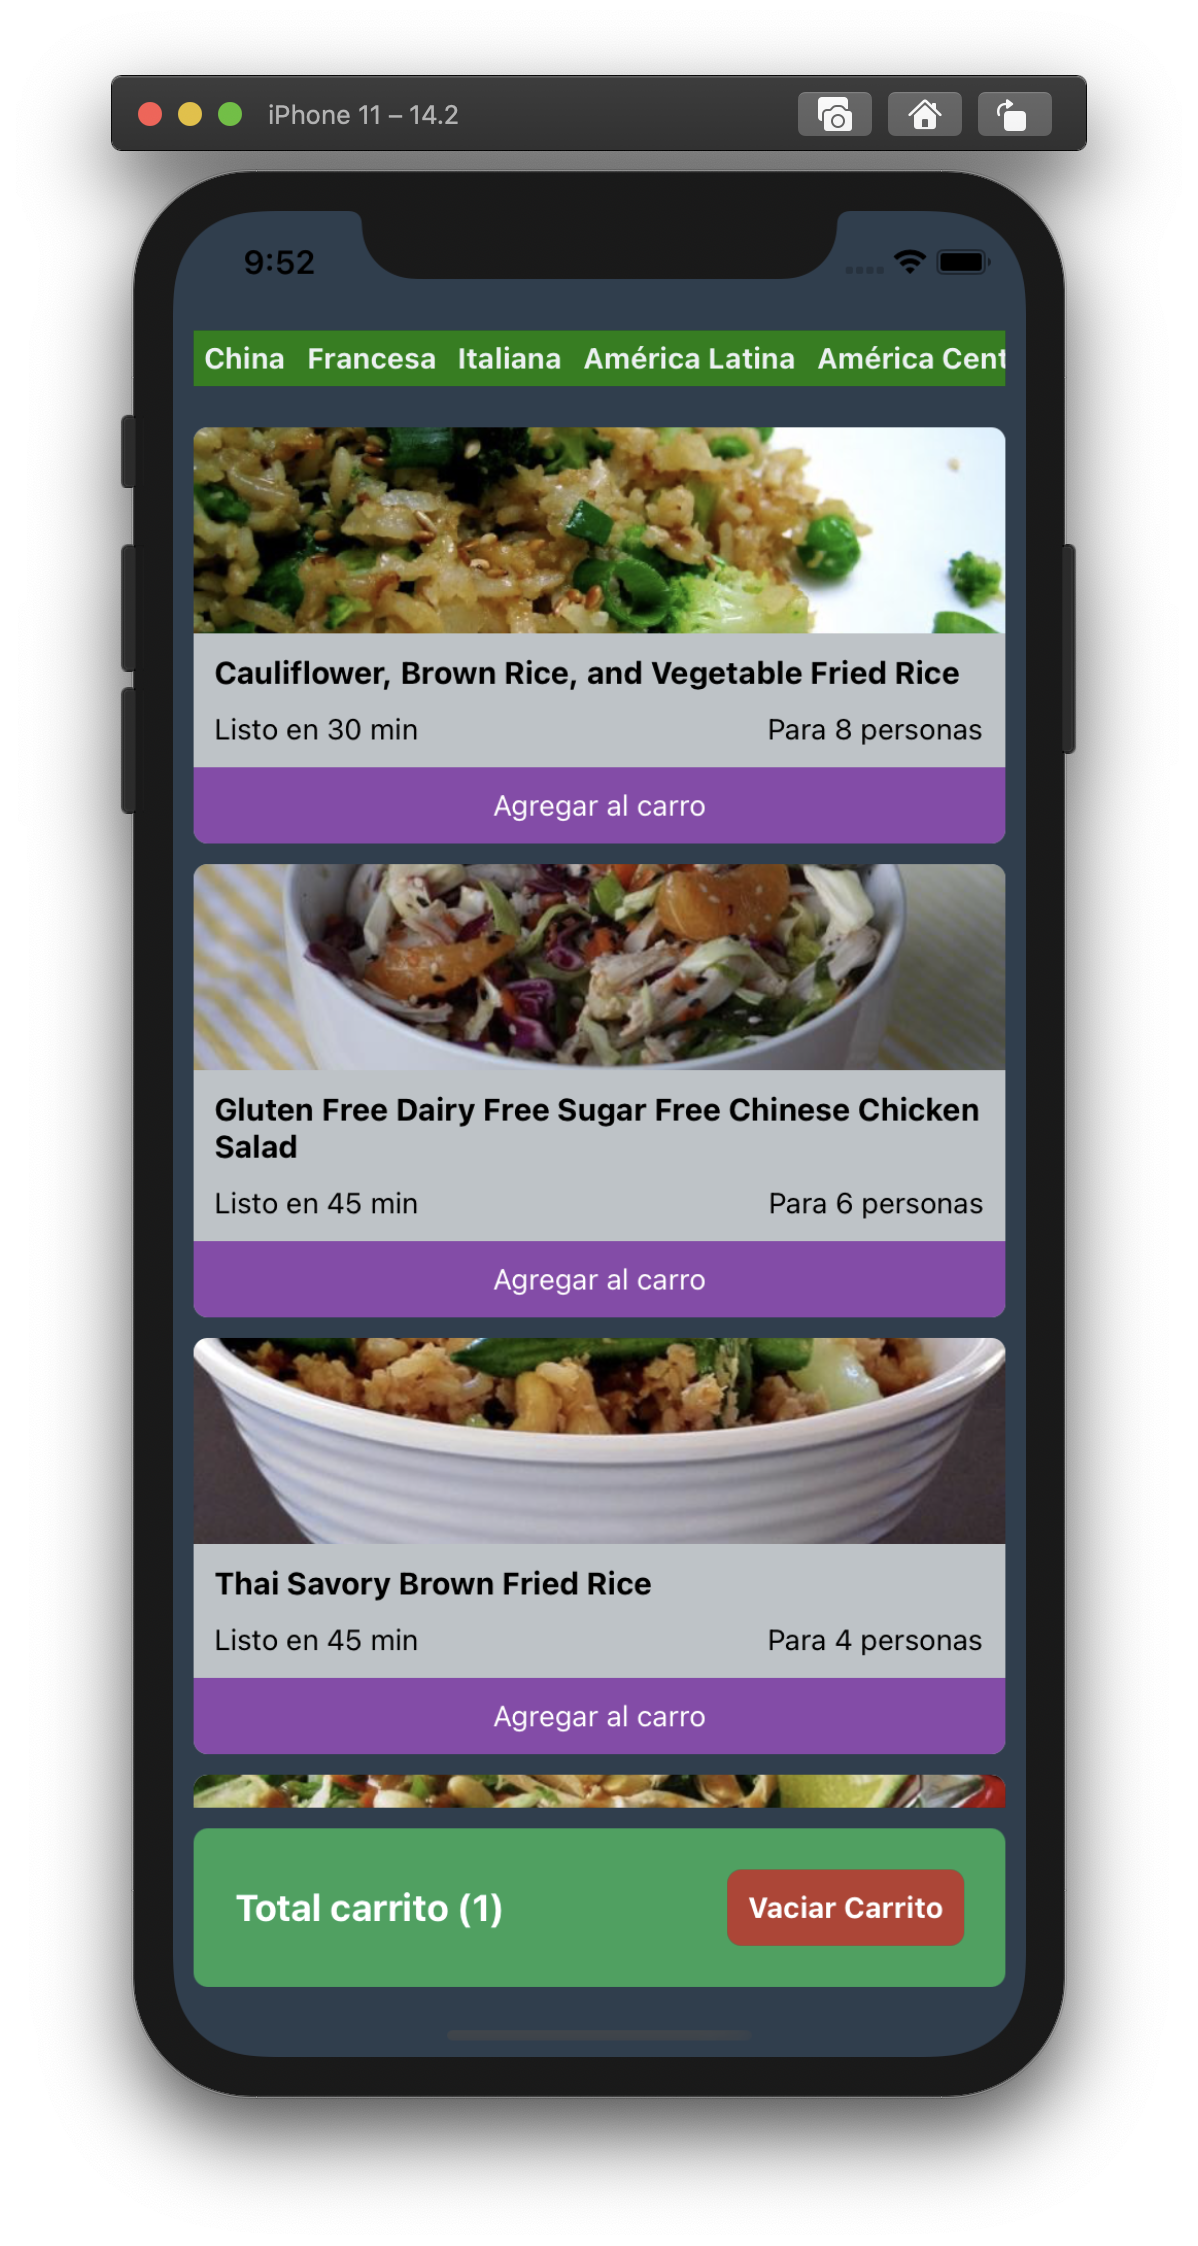 iPhone 11 – 14.2
9:52
China Francesa Italiana América Latina América Cent
Cauliflower, Brown Rice, and Vegetable Fried Rice
Listo en 30 min Para 8 personas
Agregar al carro
Gluten Free Dairy Free Sugar Free Chinese Chicken
Salad
Listo en 45 min Para 6 personas
Agregar al carro
Thai Savory Brown Fried Rice
Listo en 45 min Para 4 personas
Agregar al carro
Total carrito (1) Vaciar Carrito